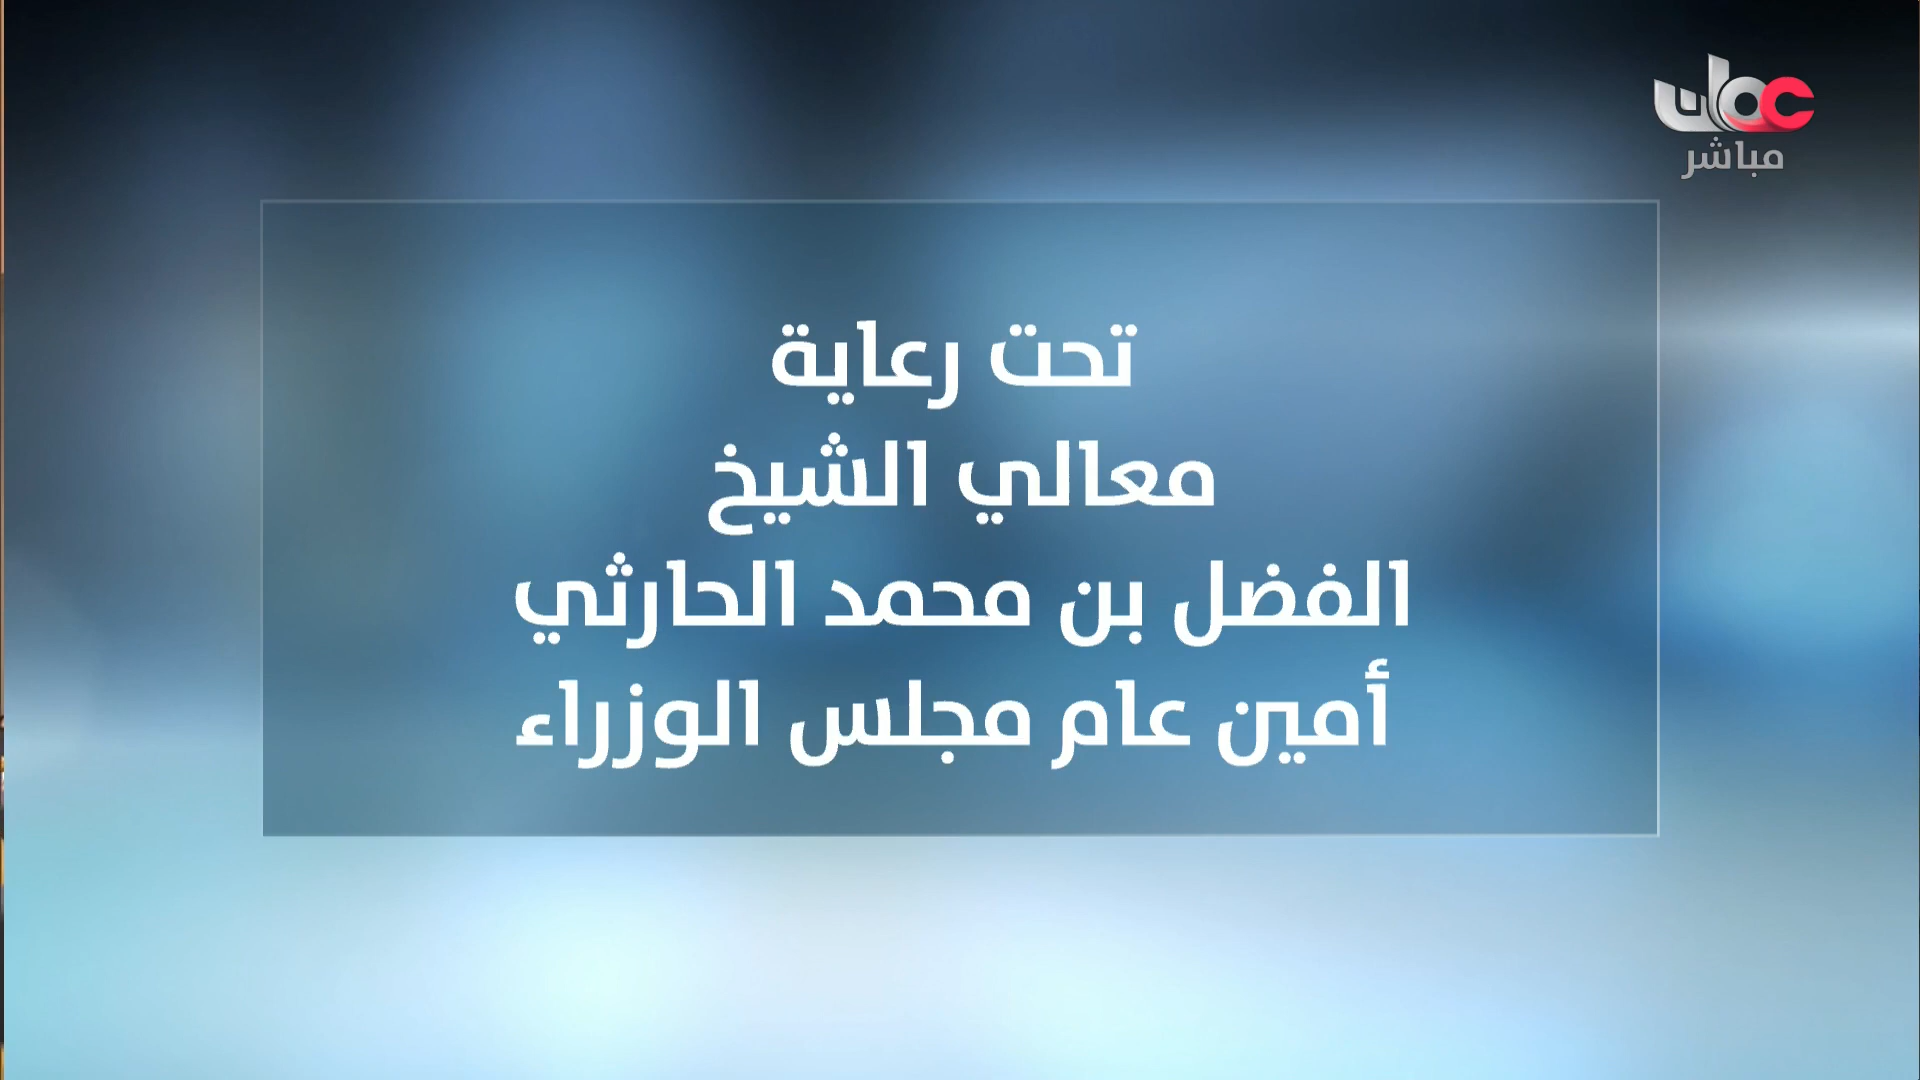 عمان
مباشر
تحت رعاية
معالي الشيخ
الفضل بن محمد الحارثي
أمين عام مجلس الوزراء